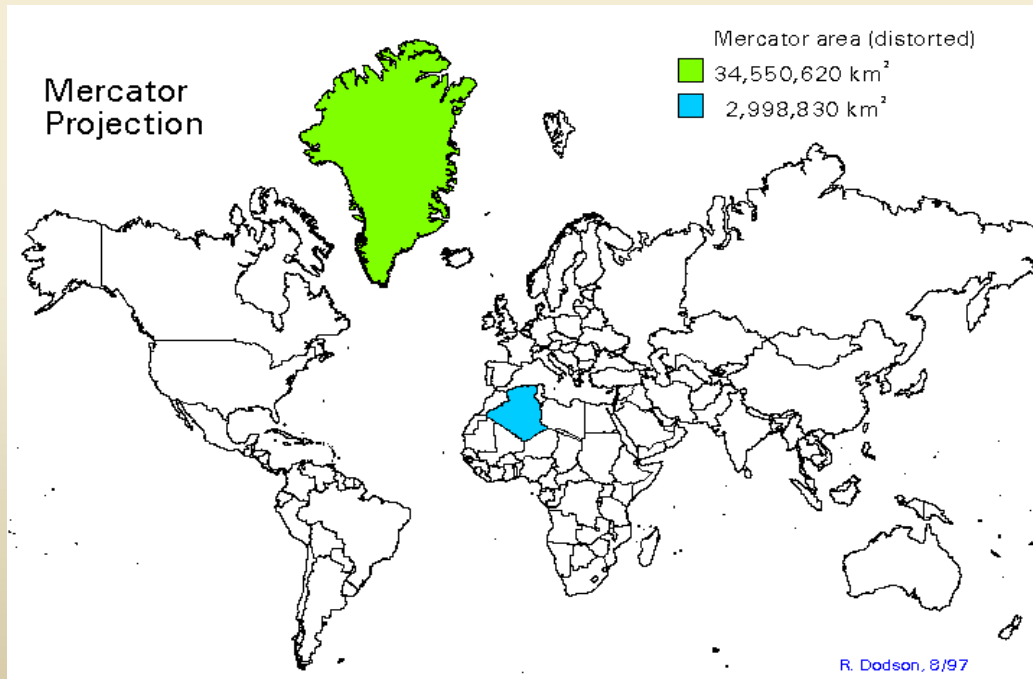 Mercator
Projection
Mercator area (distorted)
34,550,620 km²
2,998,830 km²
R. Dodson, 8/97